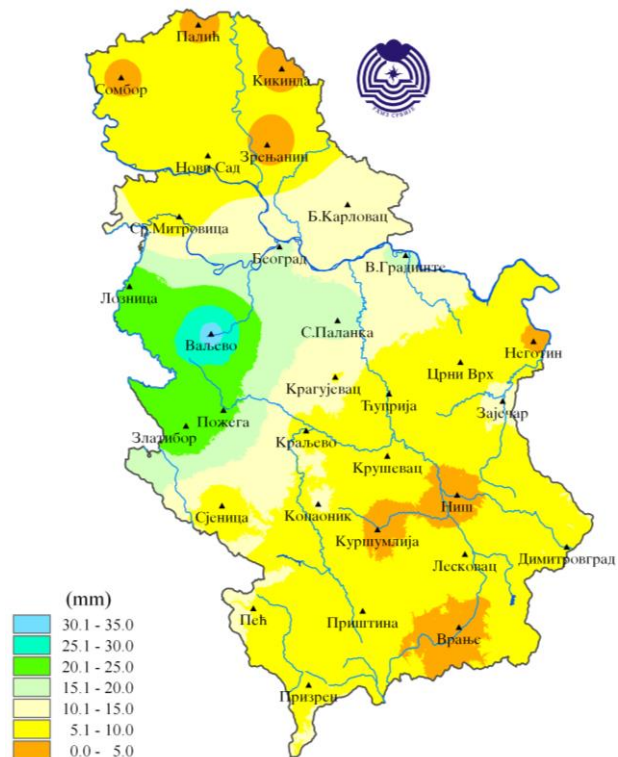 Палић
Кикинда
Сомбор
Зрењанин
Нови Сад
Б.Карловац
Ср.Митровица
Београд
В.Градиште
Лозница
С.Паланка
Ваљево
Неготин
Црни Врх
Крагујевац
Ћуприја
Зајечар
Пожега
Златибор
Краљево
Крушевац
Ниш
Сјеница
Копаоник
Куршумлија
Димитровград
Лесковац
(mm)
30.1 - 35.0
25.1 - 30.0
20.1 - 25.0
15.1 - 20.0
10.1 - 15.0
5.1 - 10.0
0.0 - 5.0
Пећ
Приштина
Врање
Призрен